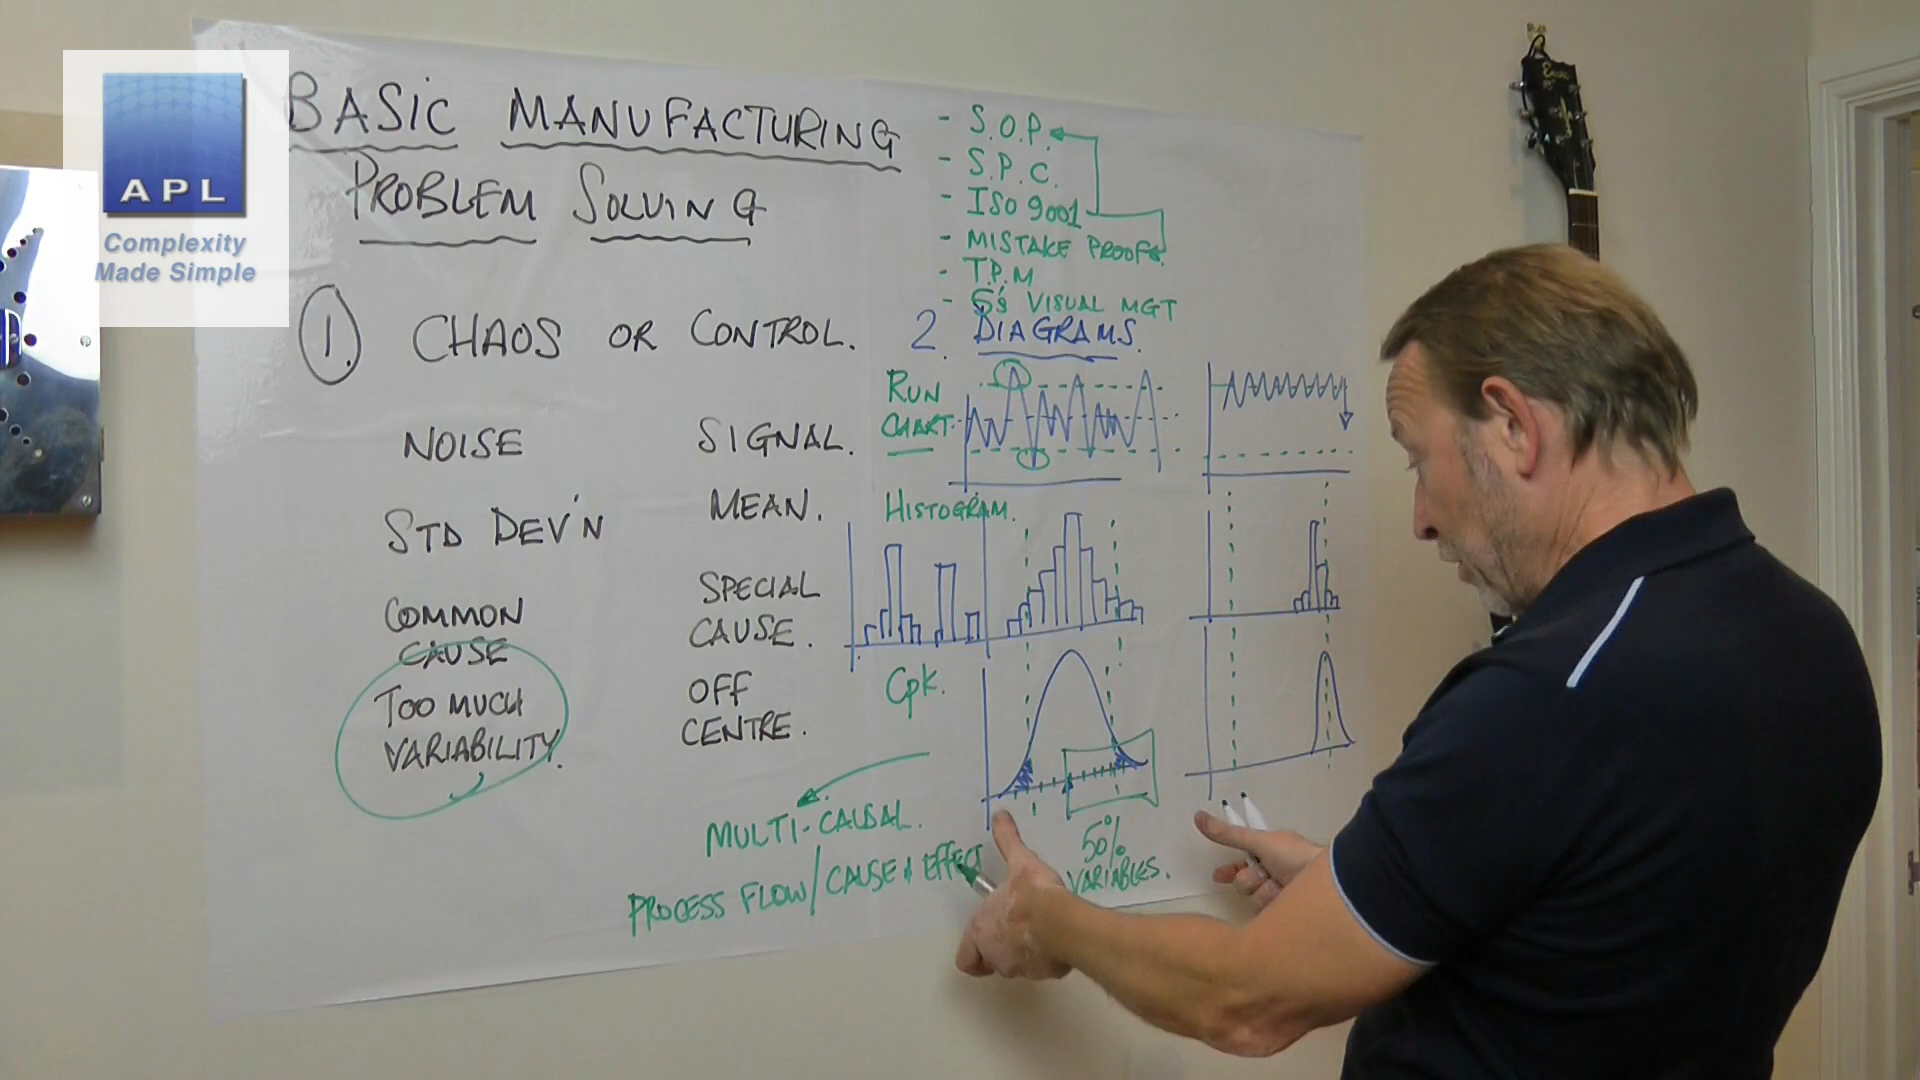 APL
Complexity
Made Simple
BASIC MANUFACTURING
PROBLEM SOLVING
1. CHAOS OR CONTROL.
NOISE
SIGNAL.
STD DEV'N
MEAN.
COMMON
CAUSE
SPECIAL
CAUSE.
TOO MUCH
VARIABILITY.
OFF
CENTRE.
- S.O.P.
- S.P.C.
- ISO 9001
- MISTAKE PROOF.
- T.P.M
- 5's VISUAL MGT
2. DIAGRAMS.
RUN
CHART.
HISTOGRAM.
Cpk.
MULTI-CAUSAL.
PROCESS FLOW/CAUSE & EFFECT
50%
VARIABLES.